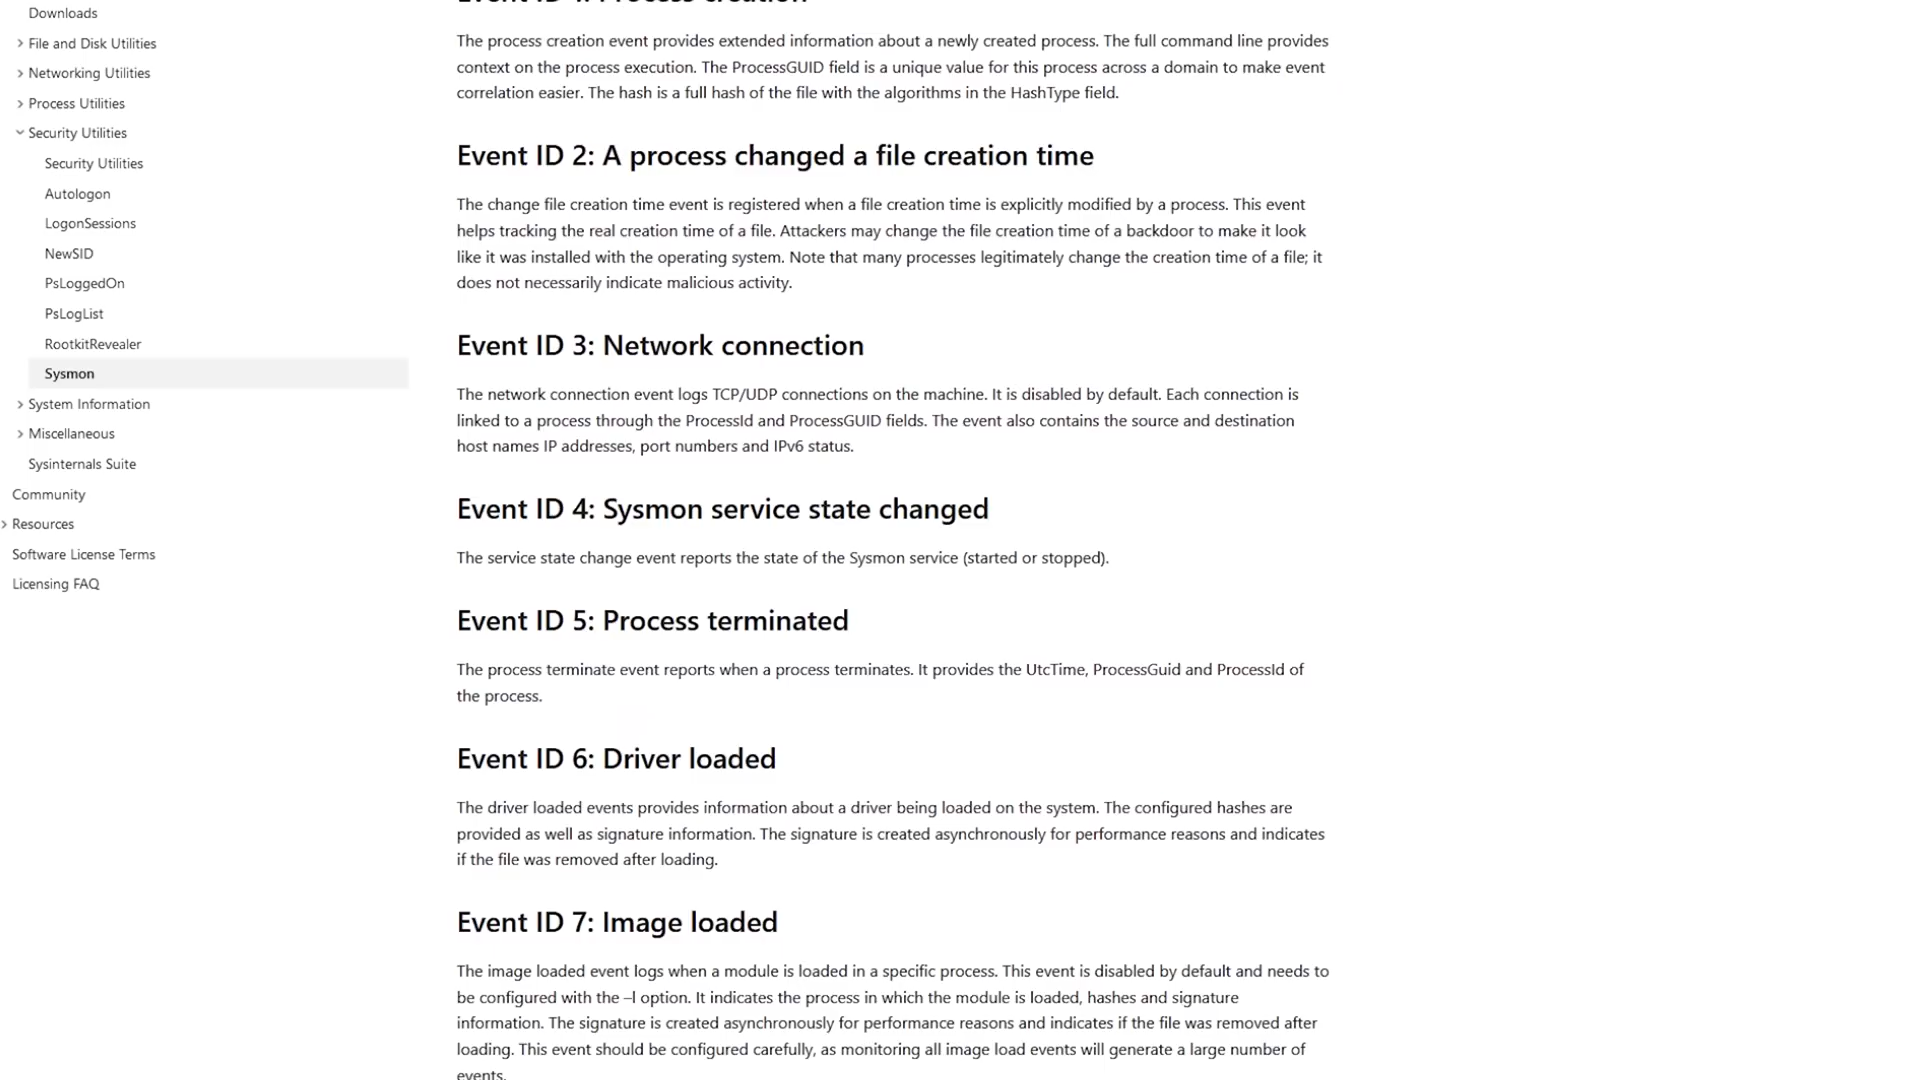 Downloads
File and Disk Utilities
Networking Utilities
Process Utilities
Security Utilities
Security Utilities
Autologon
LogonSessions
NewSID
PsLoggedOn
PsLogList
RootkitRevealer
Sysmon
System Information
Miscellaneous
Sysinternals Suite
Community
Resources
Software License Terms
Licensing FAQ
Event ID 1: Process creation
The process creation event provides extended information about a newly created process. The full command line provides
context on the process execution. The ProcessGUID field is a unique value for this process across a domain to make event
correlation easier. The hash is a full hash of the file with the algorithms in the HashType field.
Event ID 2: A process changed a file creation time
The change file creation time event is registered when a file creation time is explicitly modified by a process. This event
helps tracking the real creation time of a file. Attackers may change the file creation time of a backdoor to make it look
like it was installed with the operating system. Note that many processes legitimately change the creation time of a file; it
does not necessarily indicate malicious activity.
Event ID 3: Network connection
The network connection event logs TCP/UDP connections on the machine. It is disabled by default. Each connection is
linked to a process through the ProcessId and ProcessGUID fields. The event also contains the source and destination
host names IP addresses, port numbers and IPv6 status.
Event ID 4: Sysmon service state changed
The service state change event reports the state of the Sysmon service (started or stopped).
Event ID 5: Process terminated
The process terminate event reports when a process terminates. It provides the UtcTime, ProcessGuid and ProcessId of
the process.
Event ID 6: Driver loaded
The driver loaded events provides information about a driver being loaded on the system. The configured hashes are
provided as well as signature information. The signature is created asynchronously for performance reasons and indicates
if the file was removed after loading.
Event ID 7: Image loaded
The image loaded event logs when a module is loaded in a specific process. This event is disabled by default and needs to
be configured with the –l option. It indicates the process in which the module is loaded, hashes and signature
information. The signature is created asynchronously for performance reasons and indicates if the file was removed after
loading. This event should be configured carefully, as monitoring all image load events will generate a large number of
events.